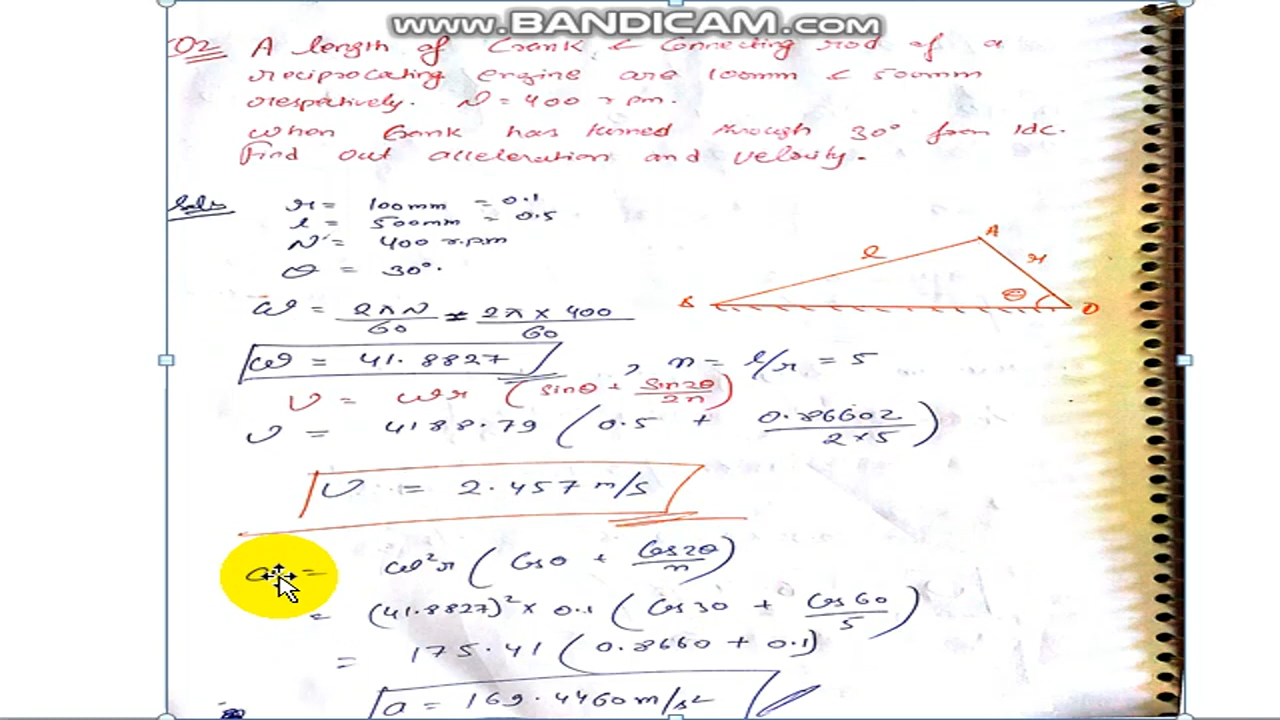 www.BANDICAM.com
Q2 A length of Crank & Connecting rod of a
reciprocating engine are 100mm & 500mm
respectively. N = 400 r.pm.
When Crank has turned through 30° from IDC.
Find out acceleration and velocity.
Soln r = 100mm = 0.1
l = 500mm = 0.5
N = 400 r.pm
θ = 30°.
A
l
r
θ
B
O
ω = 2πN/60 = 2π × 400/60
ω = 41.8827 , n = l/r = 5
v = ωr (sinθ + sin2θ/2n)
v = 4188.79 (0.5 + 0.86602/2×5)
v = 2.457 m/s
a = ω²r (Cosθ + Cos2θ/n)
= (41.8827)² × 0.1 (Cos30 + Cos60/5)
= 175.41 (0.8660 + 0.1)
a = 169.4460 m/s²